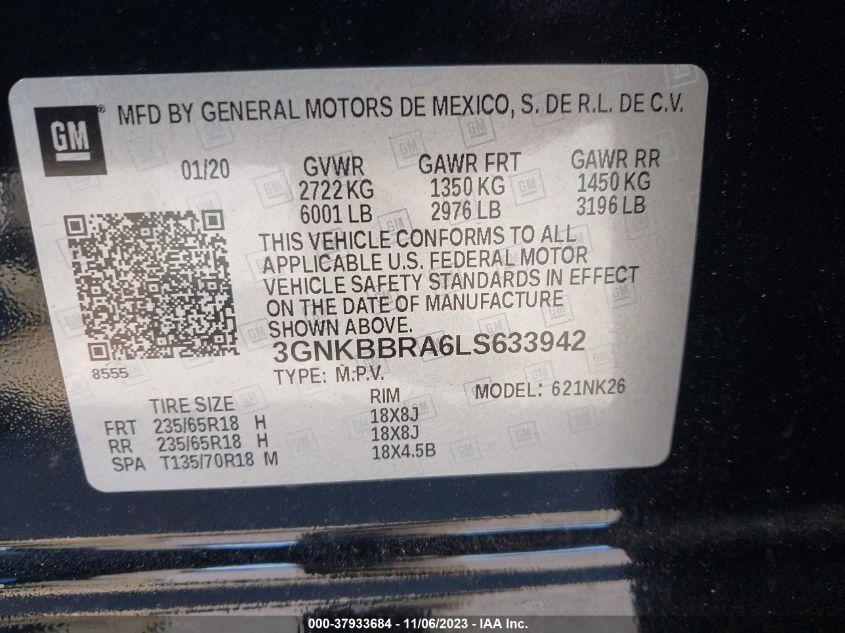 GM
® MFD BY GENERAL MOTORS DE MEXICO, S. DE R.L. DE C.V.
01/20 GVWR GAWR FRT GAWR RR
2722 KG 1350 KG 1450 KG
6001 LB 2976 LB 3196 LB
THIS VEHICLE CONFORMS TO ALL
APPLICABLE U.S. FEDERAL MOTOR
VEHICLE SAFETY STANDARDS IN EFFECT
ON THE DATE OF MANUFACTURE
SHOWN ABOVE.
3GNKBBRA6LS633942
8555 TYPE: M.P.V. MODEL: 621NK26
TIRE SIZE RIM
FRT 235/65R18 H 18X8J
RR 235/65R18 H 18X8J
SPA T135/70R18 M 18X4.5B
000-37933684 - 11/06/2023 - IAA Inc.